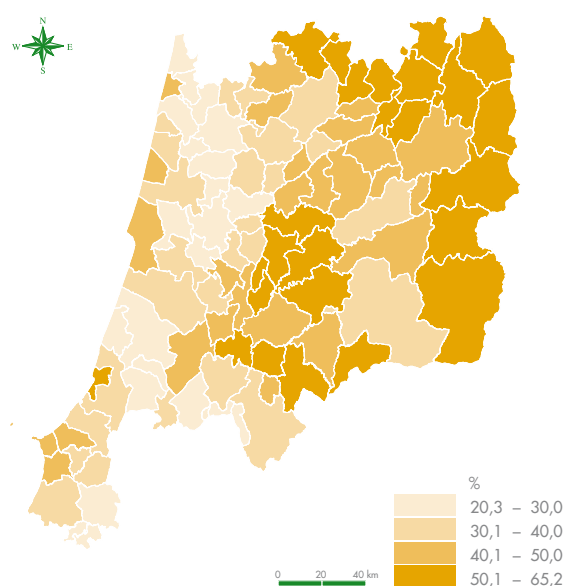 N
W E
S
%
20,3 – 30,0
30,1 – 40,0
40,1 – 50,0
50,1 – 65,2
0 20 40 km